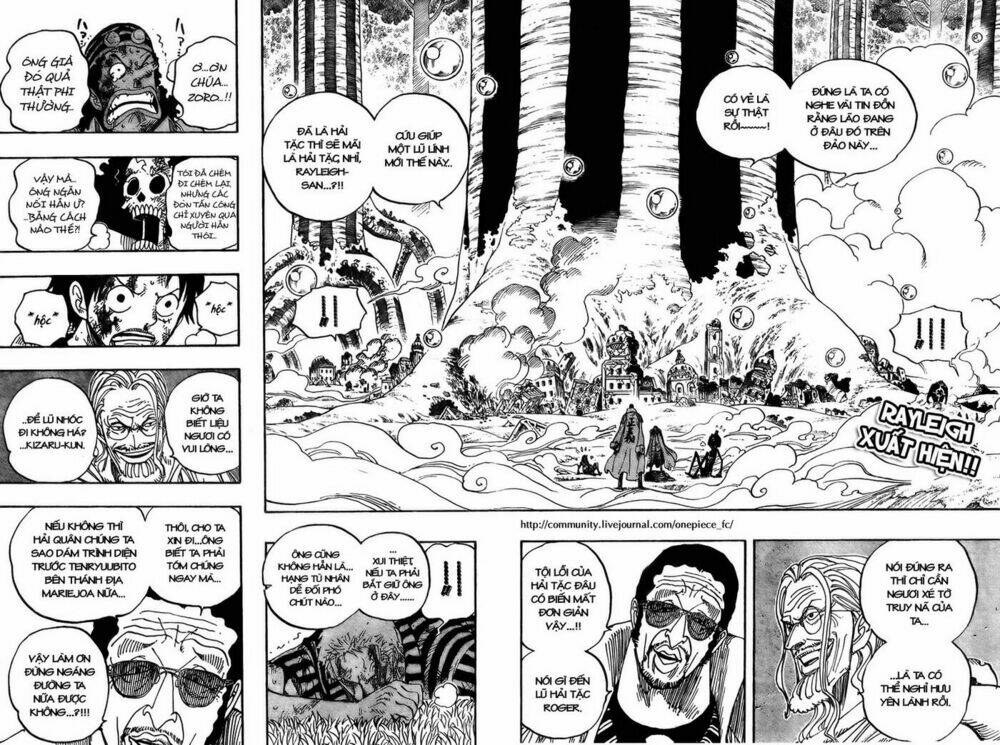 ĐÚNG LÀ TA CÓ
NGHE VÀI TIN ĐỒN
RẰNG LÃO ĐANG
Ở ĐÂU ĐÓ TRÊN
ĐẢO NÀY...
CÓ VẺ LÀ
SỰ THẬT
RỒI~~~~~!
CỨU GIÚP
MỘT LŨ LÍNH
MỚI THẾ NÀY..
ĐÃ LÀ HẢI
TẶC THÌ SẼ MÃI
LÀ HẢI TẶC NHỈ,
RAYLEIGH-
SAN...?!!
RAYLEIGH
XUẤT HIỆN!!
http://community.livejournal.com/onepiece_fc/
NÓI ĐÚNG RA
THÌ CHỈ CẦN
NGƯƠI XÉ TỜ
TRUY NÃ CỦA
TA...
...LÀ TA CÓ
THỂ NGHỈ HƯU
YÊN LÀNH RỒI.
TỘI LỖI CỦA
HẢI TẶC ĐÂU
CÓ BIẾN MẤT
ĐƠN GIẢN
VẬY...!!
NÓI GÌ ĐẾN
LŨ HẢI TẶC
ROGER.
...
XUI THIỆT,
NẾU TA PHẢI
BẮT GIỮ ÔNG
Ở ĐÂY......
ÔNG CŨNG
KHÔNG HẲN LÀ...
HẠNG TÙ NHÂN
DỄ ĐỐI PHÓ
CHÚT NÀO...
Ơ...ƠN
CHÚA...
ZORO..!!
ÔNG GIÀ
ĐÓ QUẢ
THẬT PHI
THƯỜNG..
TÔI ĐÃ CHÉM
ĐI CHÉM LẠI,
NHƯNG CÁC
ĐÒN TẤN CÔNG
CHỈ XUYÊN QUA
NGƯỜI HẮN
THÔI..
VẬY MÀ..
ÔNG NGĂN
NỔI HẮN Ư?
..BẰNG CÁCH
NÀO THẾ?!
*hộc*
*hộc*
GIỜ TA
KHÔNG
BIẾT LIỆU
NGƯƠI CÓ
VUI LÒNG...
..ĐỂ LŨ NHÓC
ĐI KHÔNG HẢ?
KIZARU-KUN.
THÔI, CHO TA
XIN ĐI...ÔNG
BIẾT TA PHẢI
TÓM CHÚNG
NGAY MÀ..
NẾU KHÔNG THÌ
HẢI QUÂN CHÚNG TA
SAO DÁM TRÌNH DIỆN
TRƯỚC TENRYUUBITO
BÊN THÁNH ĐỊA
MARIEJOA NỮA...
VẬY LÀM ƠN
ĐỪNG NGÁNG
ĐƯỜNG TA
NỮA ĐƯỢC
KHÔNG...?!!!